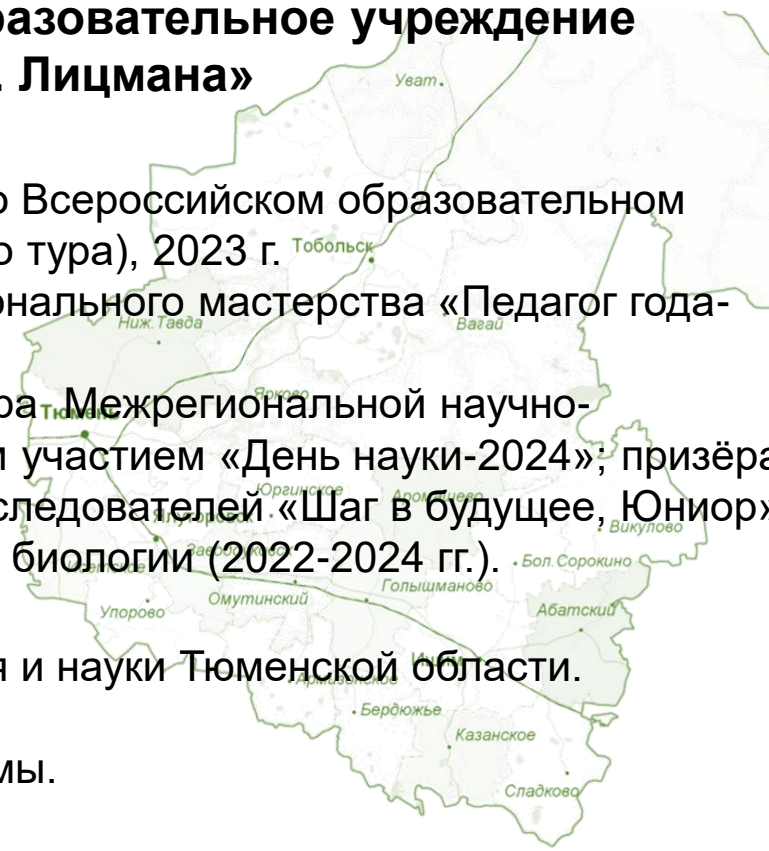 разовательное учреждение
. Лицмана»
Уват
о Всероссийском образовательном
о тура), 2023 г. Тобольск
онального мастерства «Педагог года-
Ниж.Тавда
Вагай
Ярково
ра Межрегиональной научно-
Тюмень
и участием «День науки-2024»; призёра
Юргинское
Аромашево
следователей «Шаг в будущее, Юниор»
Ялуторовск
Викулово
Заводоуковск
биологии (2022-2024 гг.).
Бол.Сорокино
Голышманово
Омутинский
Упорово
Абатский
Ишим
я и науки Тюменской области.
Армизонское
Бердюжье
Казанское
мы.
Сладково